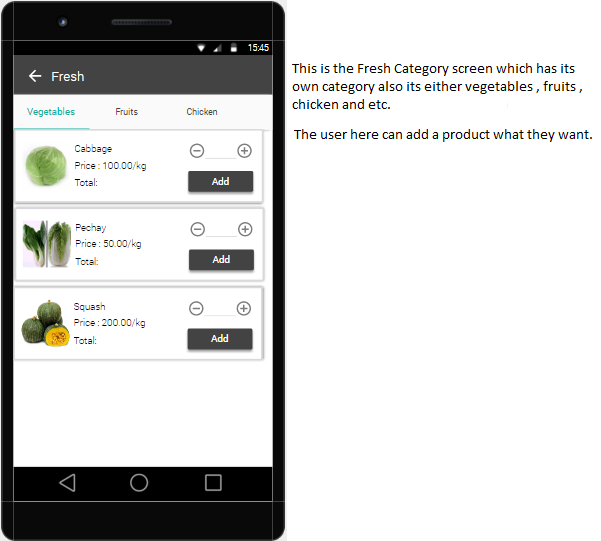 15:45
Fresh
This is the Fresh Category screen which has its
own category also its either vegetables , fruits ,
chicken and etc.
The user here can add a product what they want.
Vegetables Fruits Chicken
Cabbage
Price : 100.00/kg
Total:
Add
Pechay
Price : 50.00/kg
Total:
Add
Squash
Price : 200.00/kg
Total:
Add